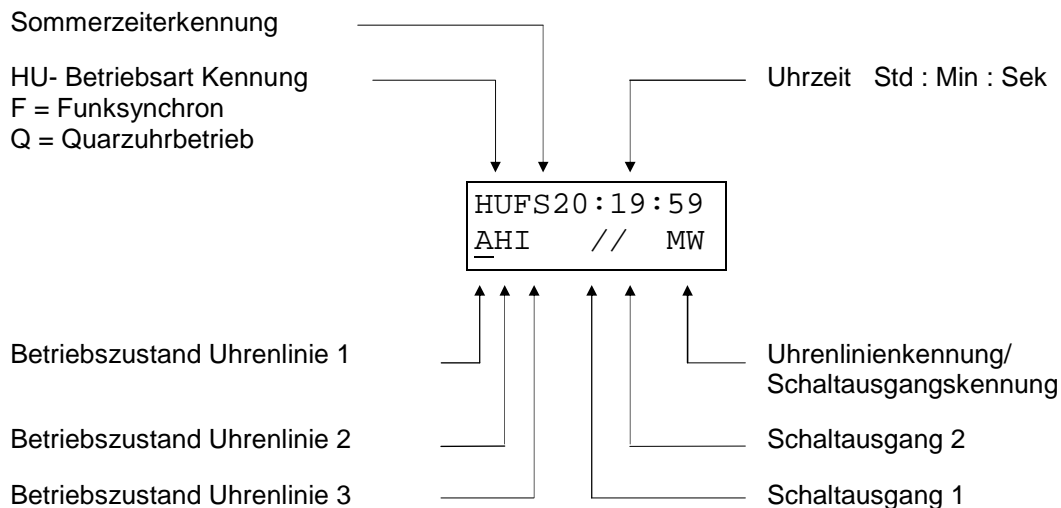 Sommerzeiterkennung
HU- Betriebsart Kennung
F = Funksynchron
Q = Quarzuhrbetrieb
Uhrzeit Std : Min : Sek
HUFS20:19:59
AHI // MW
Betriebszustand Uhrenlinie 1
Uhrenlinienkennung/
Schaltausgangskennung
Betriebszustand Uhrenlinie 2
Schaltausgang 2
Betriebszustand Uhrenlinie 3
Schaltausgang 1